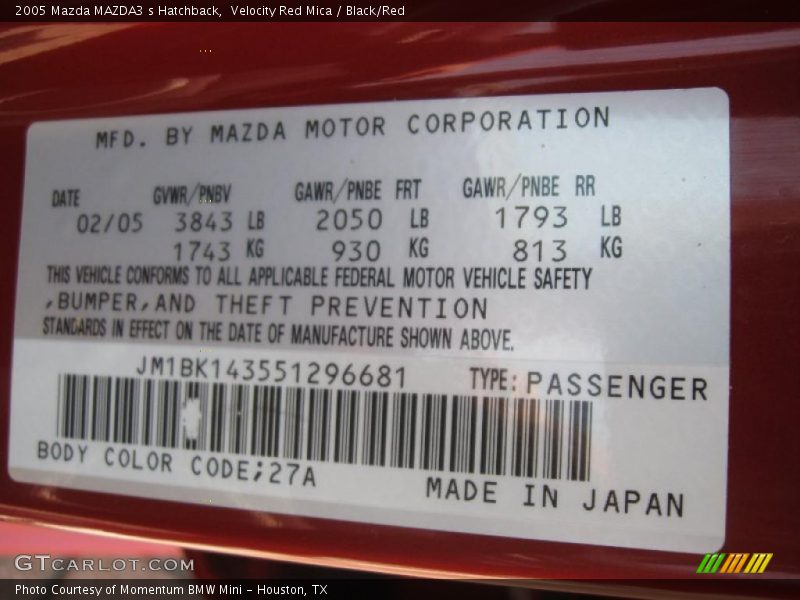 2005 Mazda MAZDA3 s Hatchback,  Velocity Red Mica / Black/Red
MFD. BY MAZDA MOTOR CORPORATION
DATE GVWR/PNBV GAWR/PNBE FRT GAWR/PNBE RR
02/05 3843 LB 2050 LB 1793 LB
1743 KG 930 KG 813 KG
THIS VEHICLE CONFORMS TO ALL APPLICABLE FEDERAL MOTOR VEHICLE SAFETY
,BUMPER,AND THEFT PREVENTION
STANDARDS IN EFFECT ON THE DATE OF MANUFACTURE SHOWN ABOVE.
JM1BK143551296681 TYPE: PASSENGER
BODY COLOR CODE;27A
MADE IN JAPAN
GTCARLOT.COM
Photo Courtesy of Momentum BMW Mini - Houston, TX